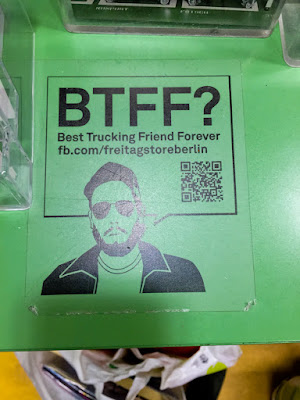 BTFF?
Best Trucking Friend Forever
fb.com/freitagstoreberlin